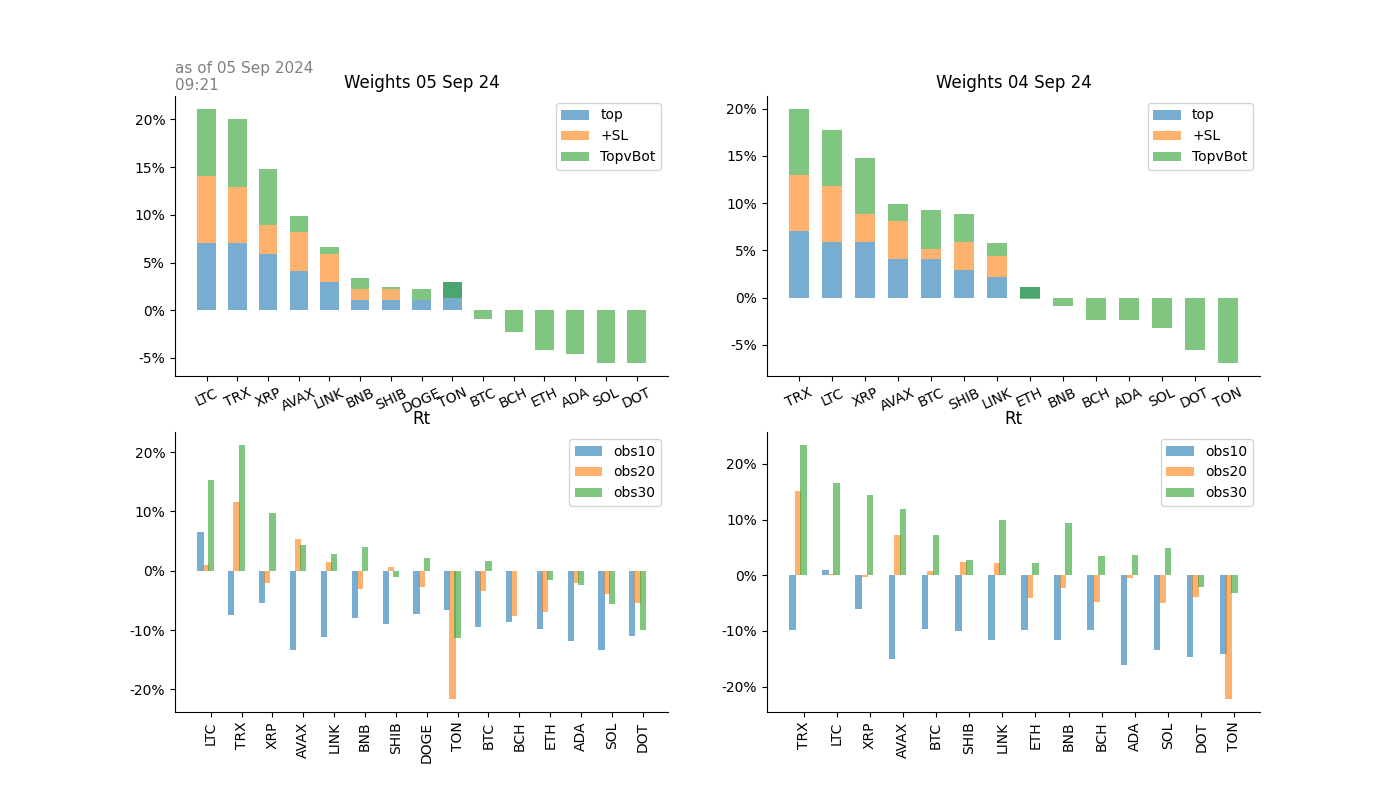 as of 05 Sep 2024
09:21
Weights 05 Sep 24
20%
15%
10%
5%
0%
-5%
top
+SL
TopvBot
LTC TRX XRP AVAX LINK BNB SHIB DOGE TON BTC BCH ETH ADA SOL DOT
Weights 04 Sep 24
20%
15%
10%
5%
0%
-5%
top
+SL
TopvBot
TRX LTC XRP AVAX BTC SHIB LINK ETH BNB BCH ADA SOL DOT TON
Rt
20%
10%
0%
-10%
-20%
obs10
obs20
obs30
LTC TRX XRP AVAX LINK BNB SHIB DOGE TON BTC BCH ETH ADA SOL DOT
Rt
20%
10%
0%
-10%
-20%
obs10
obs20
obs30
TRX LTC XRP AVAX BTC SHIB LINK ETH BNB BCH ADA SOL DOT TON